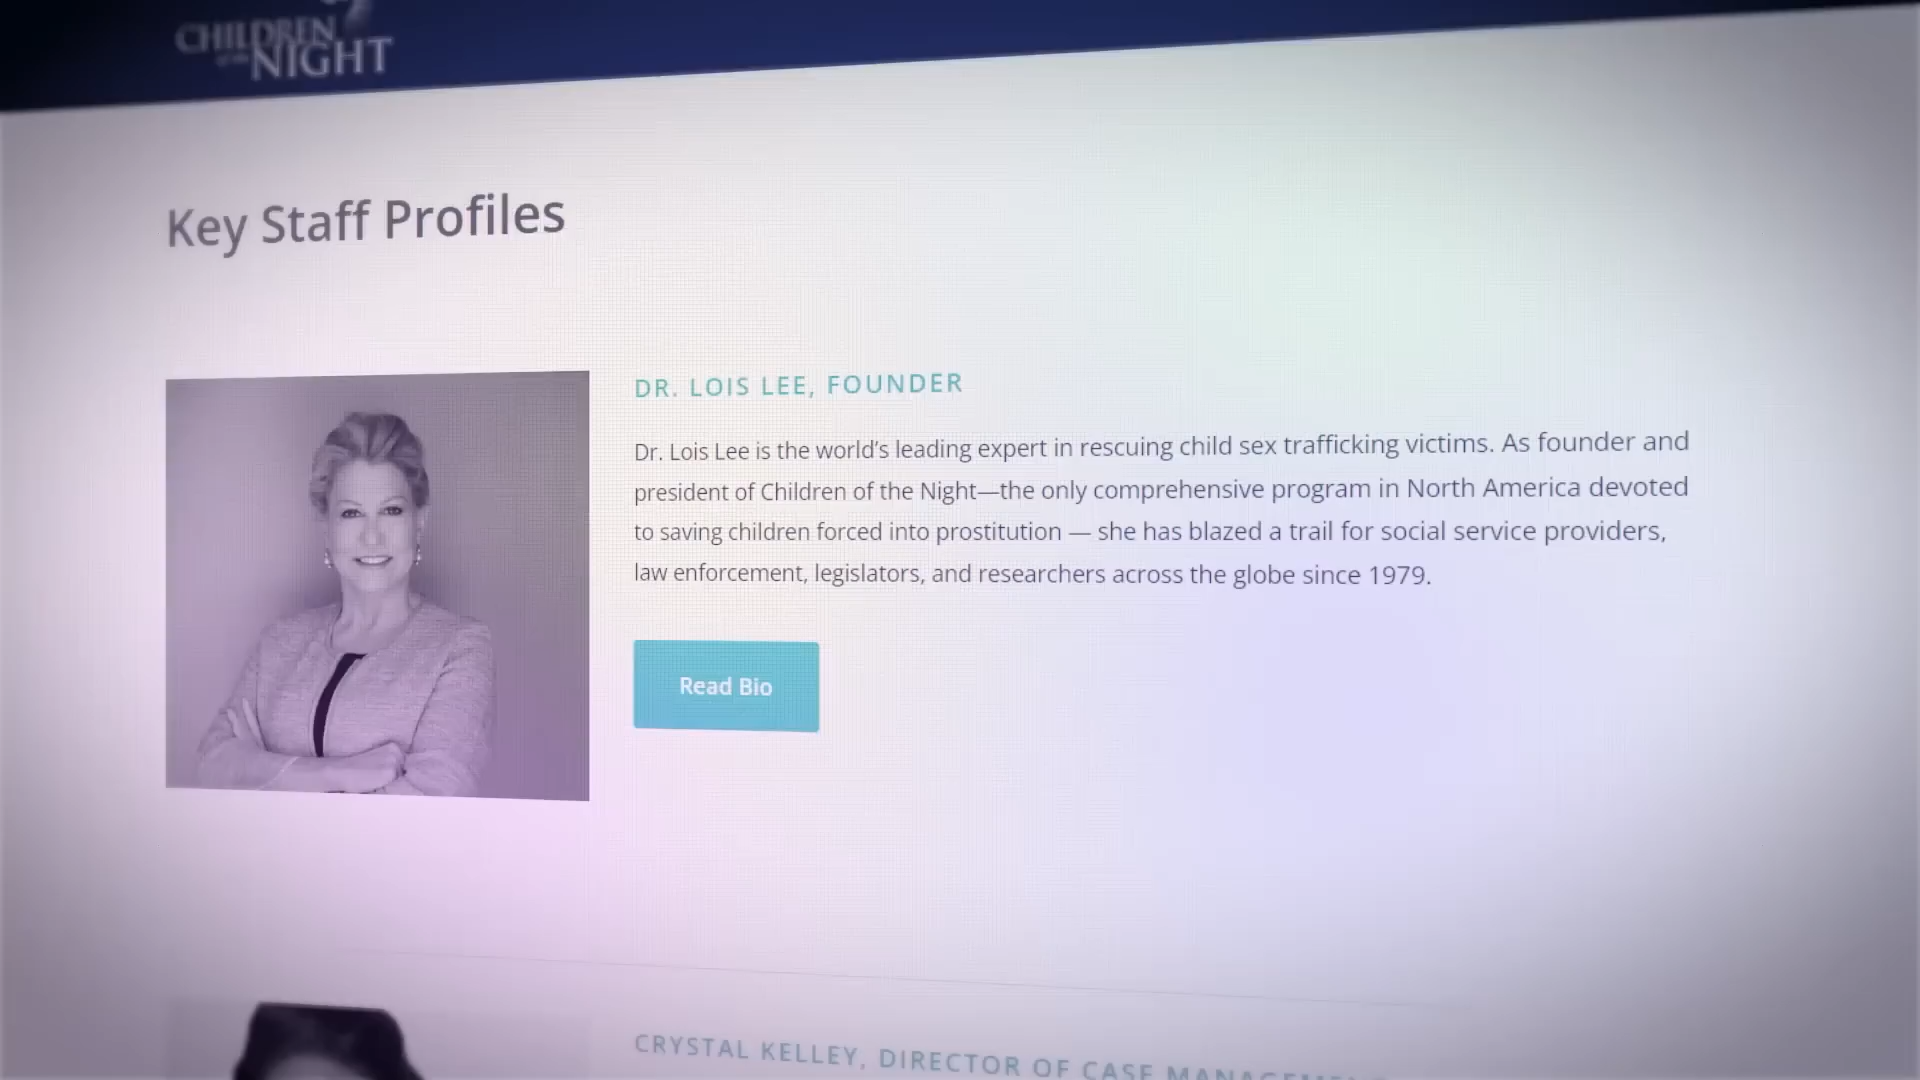 CHILDREN
of the
NIGHT
Key Staff Profiles
DR. LOIS LEE, FOUNDER
Dr. Lois Lee is the world’s leading expert in rescuing child sex trafficking victims. As founder and
president of Children of the Night—the only comprehensive program in North America devoted
to saving children forced into prostitution — she has blazed a trail for social service providers,
law enforcement, legislators, and researchers across the globe since 1979.
Read Bio
CRYSTAL KELLEY, DIRECTOR OF CASE MANAGEMENT